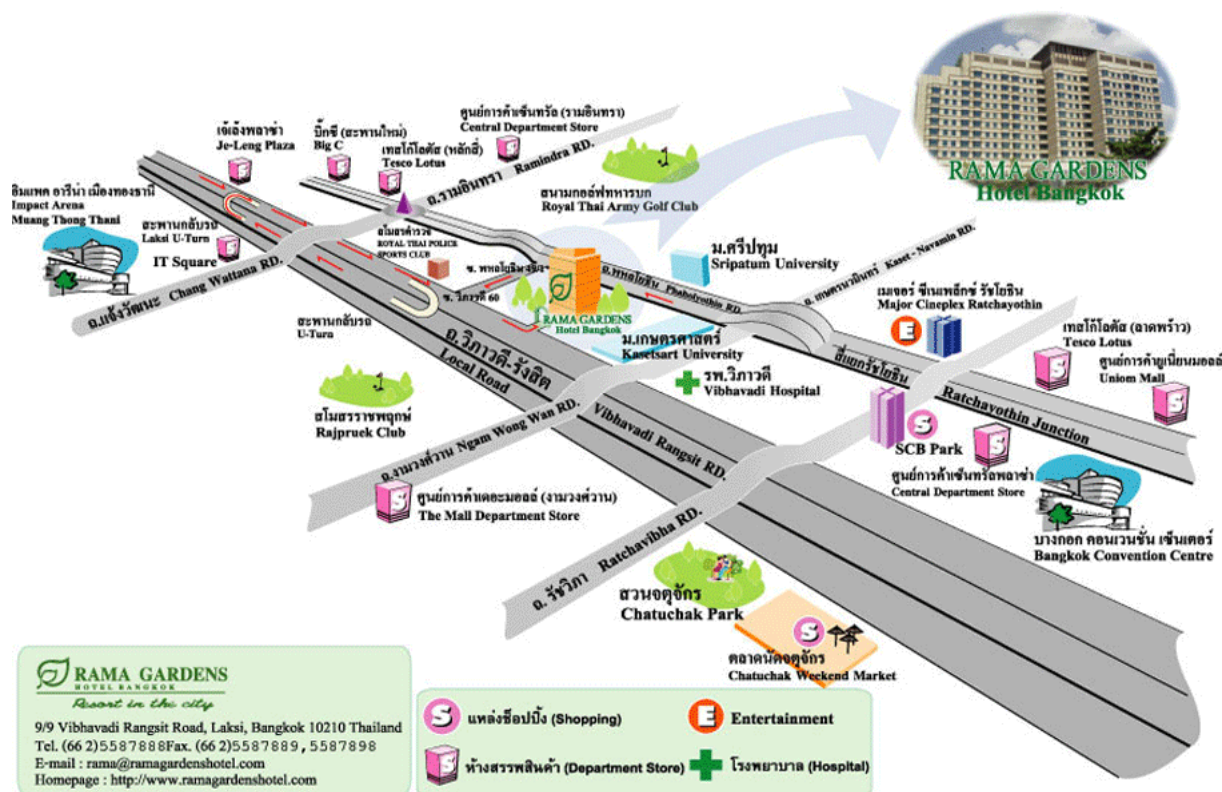 RAMA GARDENS
Hotel Bangkok
ศูนย์การค้าเซ็นทรัล (รามอินทรา)
Central Department Store
เจ้เล้งพลาซ่า
Je-Leng Plaza
บิ๊กซี (สะพานใหม่)
Big C
เทสโก้โลตัส (หลักสี่)
Tesco Lotus
ถ.รามอินทรา Ramindra RD.
สนามกอล์ฟทหารบก
Royal Thai Army Golf Club
อิมแพค อารีน่า เมืองทองธานี
Impact Arena
Muang Thong Thani
สะพานกลับรถ
Laksi U-Turn
IT Square
สโมสรตำรวจ
ROYAL THAI POLICE
SPORTS CLUB
ซ. พหลโยธิน
ซ. วิภาวดี 60
ถ.แจ้งวัฒนะ Chang Wattana RD.
ม.ศรีปทุม
Sripatum University
ถ.พหลโยธิน Phaholyothin RD.
ถ. เกษตรนวมินทร์ Kaset - Navamin RD.
RAMA GARDENS
Hotel Bangkok
เมเจอร์ ซีเนเพล็กซ์ รัชโยธิน
Major Cineplex Ratchayothin
E
เทสโก้โลตัส (ลาดพร้าว)
Tesco Lotus
ศูนย์การค้ายูเนี่ยนมอลล์
Uniom Mall
สะพานกลับรถ
U-Turn
ถ.วิภาวดี-รังสิต
Local Road
ม.เกษตรศาสตร์
Kasetsart University
รพ.วิภาวดี
Vibhavadi Hospital
สี่แยกรัชโยธิน
Ratchayothin Junction
สโมสรราชพฤกษ์
Rajpruek Club
Vibhavadi Rangsit RD.
S
SCB Park
ถ.งามวงศ์วาน Ngam Wong Wan RD.
ศูนย์การค้าเซ็นทรัลพลาซ่า
Central Department Store
ศูนย์การค้าเดอะมอลล์ (งามวงศ์วาน)
The Mall Department Store
ถ. รัชวิภา Ratchavibha RD.
บางกอก คอนเวนชั่น เซ็นเตอร์
Bangkok Convention Centre
สวนจตุจักร
Chatuchak Park
S
ตลาดนัดจตุจักร
Chatuchak Weekend Market
RAMA GARDENS
HOTEL BANGKOK
Resort in the city
9/9 Vibhavadi Rangsit Road, Laksi, Bangkok 10210 Thailand
Tel. (66 2)5587888Fax. (66 2)5587889,5587898
E-mail : rama@ramagardenshotel.com
Homepage : http://www.ramagardenshotel.com
S แหล่งช็อปปิ้ง (Shopping)
E Entertainment
S ห้างสรรพสินค้า (Department Store)
โรงพยาบาล (Hospital)